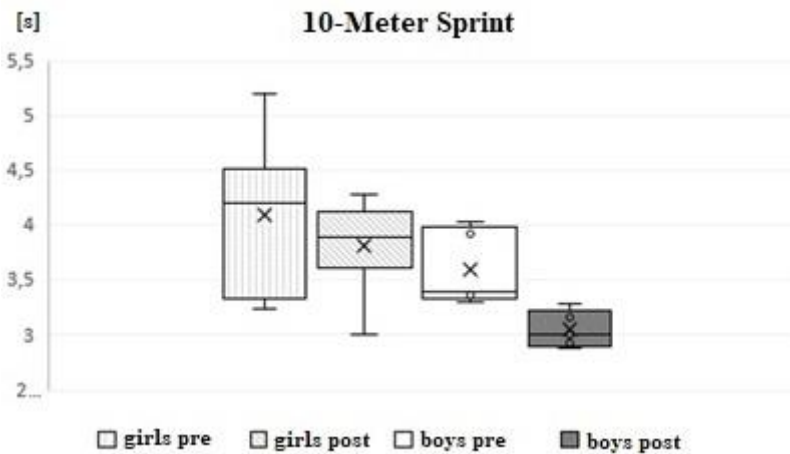 [s]
10-Meter Sprint
5,5
5
4,5
4
3,5
3
2...
girls pre
girls post
boys pre
boys post